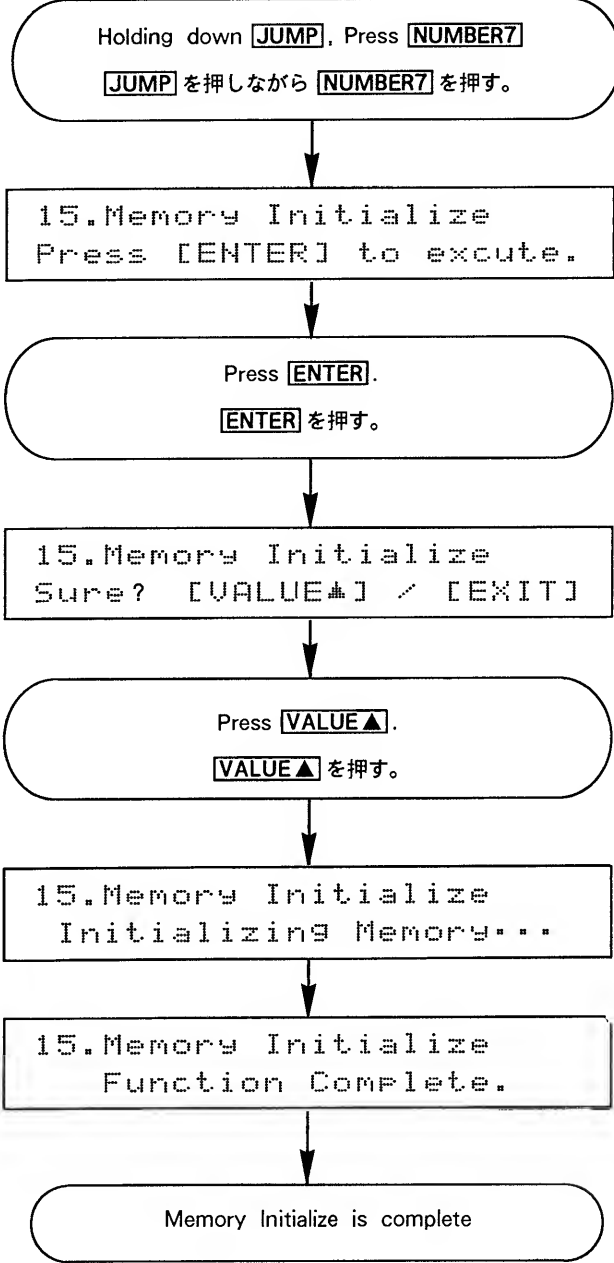 Holding down JUMP, Press NUMBER7
JUMP を押しながら NUMBER7 を押す。
15.Memory Initialize
Press [ENTER] to excute.
Press ENTER.
ENTER を押す。
15.Memory Initialize
Sure? [VALUE▲] / [EXIT]
Press VALUE▲.
VALUE▲ を押す。
15.Memory Initialize
Initializing Memory...
15.Memory Initialize
Function Complete.
Memory Initialize is complete